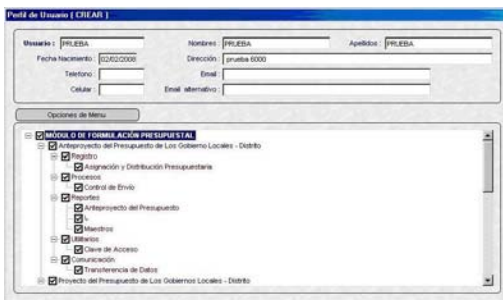 Perfil de Usuario [ CREAR ]
Usuario : PRUEBA Nombres : PRUEBA Apellidos : PRUEBA
Fecha Nacimiento : 02/02/2008 Dirección : prueba 6000
Telefono : Email :
Celular : Email alternativo :
Opciones de Menu
MÓDULO DE FORMULACIÓN PRESUPUESTAL
Anteproyecto del Presupuesto de Los Gobierno Locales - Distrito
Registro
Asignación y Distribución Presupuestaria
Procesos
Control de Envío
Reportes
Anteproyecto del Presupuesto
Maestros
Utilitarios
Clave de Acceso
Comunicación
Transferencia de Datos
Proyecto del Presupuesto de Los Gobiernos Locales - Distrito